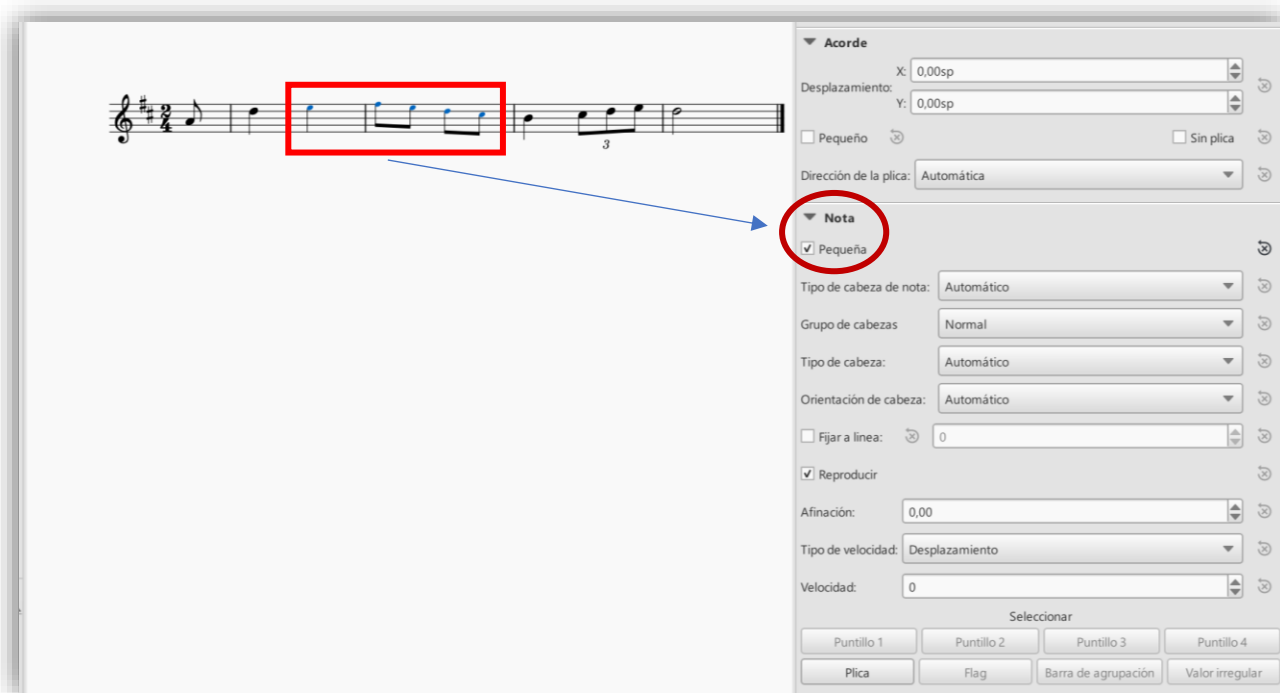 2
4
3
Acorde
X: 0,00sp
Desplazamiento:
Y: 0,00sp
Pequeño Sin plica
Dirección de la plica: Automática
Nota
Pequeña
Tipo de cabeza de nota: Automático
Grupo de cabezas Normal
Tipo de cabeza: Automático
Orientación de cabeza: Automático
Fijar a linea: 0
Reproducir
Afinación: 0,00
Tipo de velocidad: Desplazamiento
Velocidad: 0
Seleccionar
Puntillo 1 Puntillo 2 Puntillo 3 Puntillo 4
Plica Flag Barra de agrupación Valor irregular